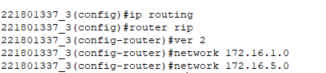 221801337_3(config)#ip routing
221801337_3(config)#router rip
221801337_3(config-router)#ver 2
221801337_3(config-router)#network 172.16.1.0
221801337_3(config-router)#network 172.16.5.0